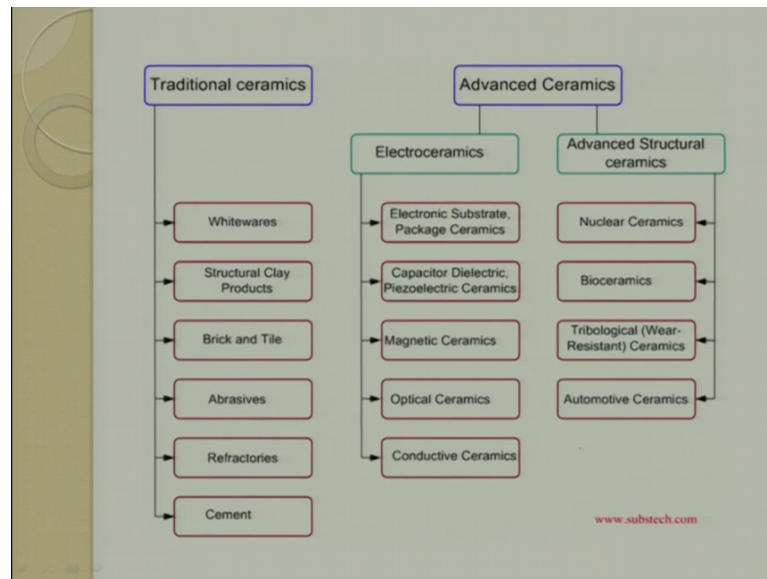 Traditional ceramics
Whitewares
Structural Clay
Products
Brick and Tile
Abrasives
Refractories
Cement
Advanced Ceramics
Electroceramics
Electronic Substrate,
Package Ceramics
Capacitor Dielectric,
Piezoelectric Ceramics
Magnetic Ceramics
Optical Ceramics
Conductive Ceramics
Advanced Structural
ceramics
Nuclear Ceramics
Bioceramics
Tribological (Wear-
Resistant) Ceramics
Automotive Ceramics
www.substech.com